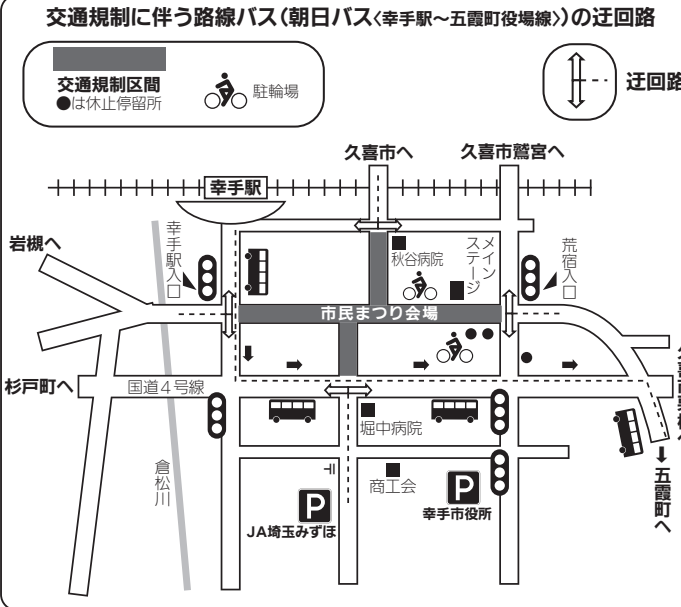 交通規制に伴う路線バス(朝日バス〈幸手駅〜五霞町役場線〉)の迂回路
交通規制区間
●は休止停留所
駐輪場
迂回路
久喜市へ
久喜市鷲宮へ
幸手駅
岩槻へ
幸手駅入口
秋谷病院
メインステージ
荒宿入口
市民まつり会場
杉戸町へ
国道4号線
堀中病院
倉松川
商工会
P
JA埼玉みずほ
P
幸手市役所
五霞町へ